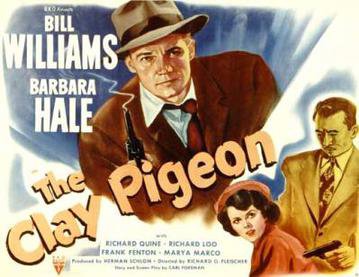 RKO Presents
BILL
WILLIAMS
BARBARA
HALE
The
Clay Pigeon
WITH
RICHARD QUINE · RICHARD LOO
FRANK FENTON · MARYA MARCO
Produced by HERMAN SCHLOM · Directed by RICHARD O. FLEISCHER
Story and Screen Play by CARL FOREMAN